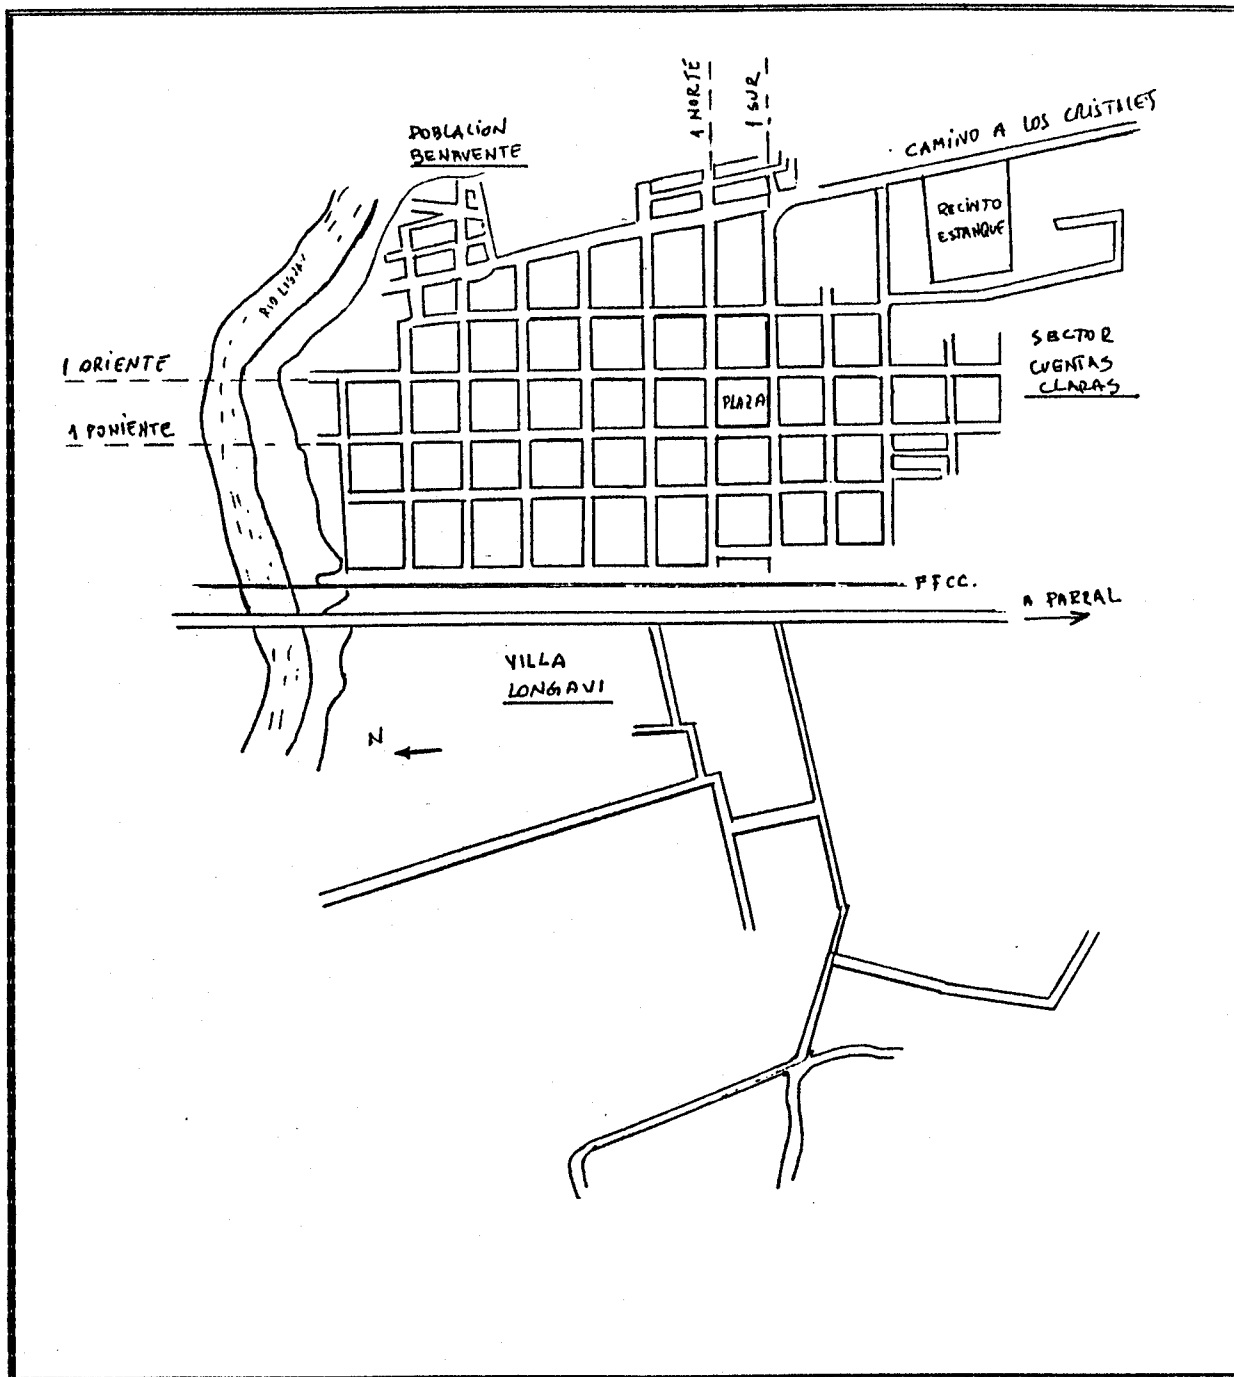 1 NORTE
1 SUR
CAMINO A LOS CRISTALES
POBLACION
BENAVENTE
RECINTO
ESTANQUE
RIO LIGUAY
1 ORIENTE
SECTOR
CUENTAS
CLARAS
PLAZA
1 PONIENTE
FFCC.
A PARRAL
VILLA
LONGAVI
N